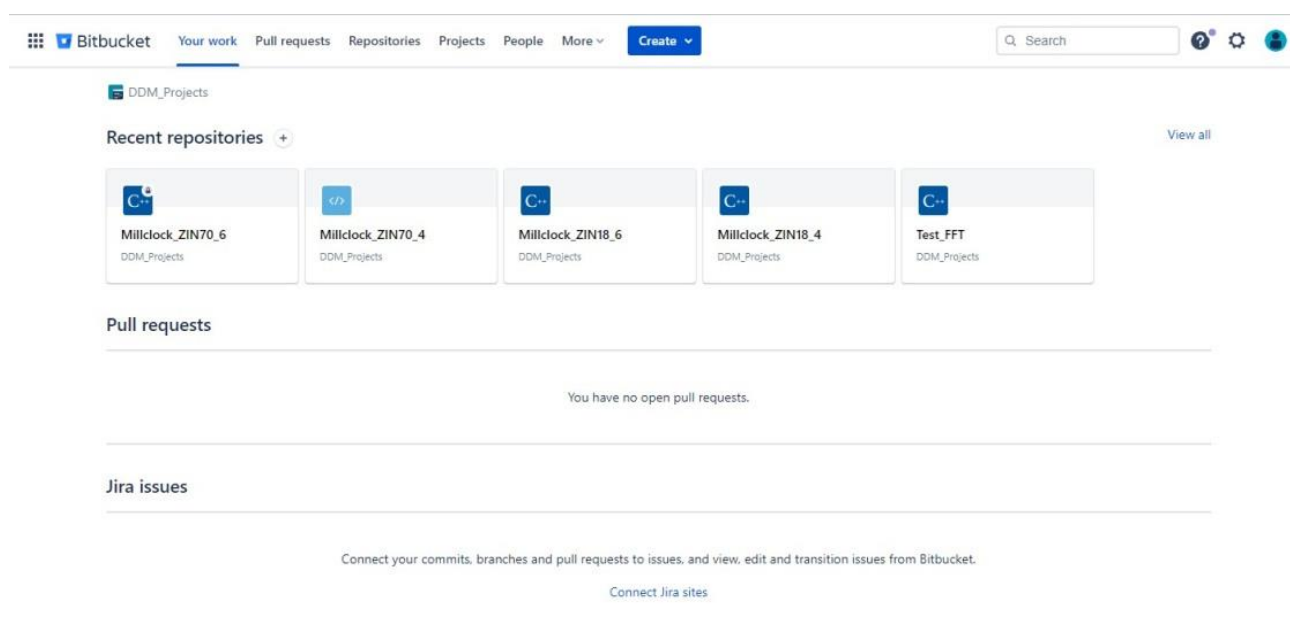 Bitbucket Your work Pull requests Repositories Projects People More Create Search
DDM_Projects
Recent repositories + View all
C++ </> C++ C++ C++
Millclock_ZIN70_6 Millclock_ZIN70_4 Millclock_ZIN18_6 Millclock_ZIN18_4 Test_FFT
DDM_Projects DDM_Projects DDM_Projects DDM_Projects DDM_Projects
Pull requests
You have no open pull requests.
Jira issues
Connect your commits, branches and pull requests to issues, and view, edit and transition issues from Bitbucket.
Connect Jira sites